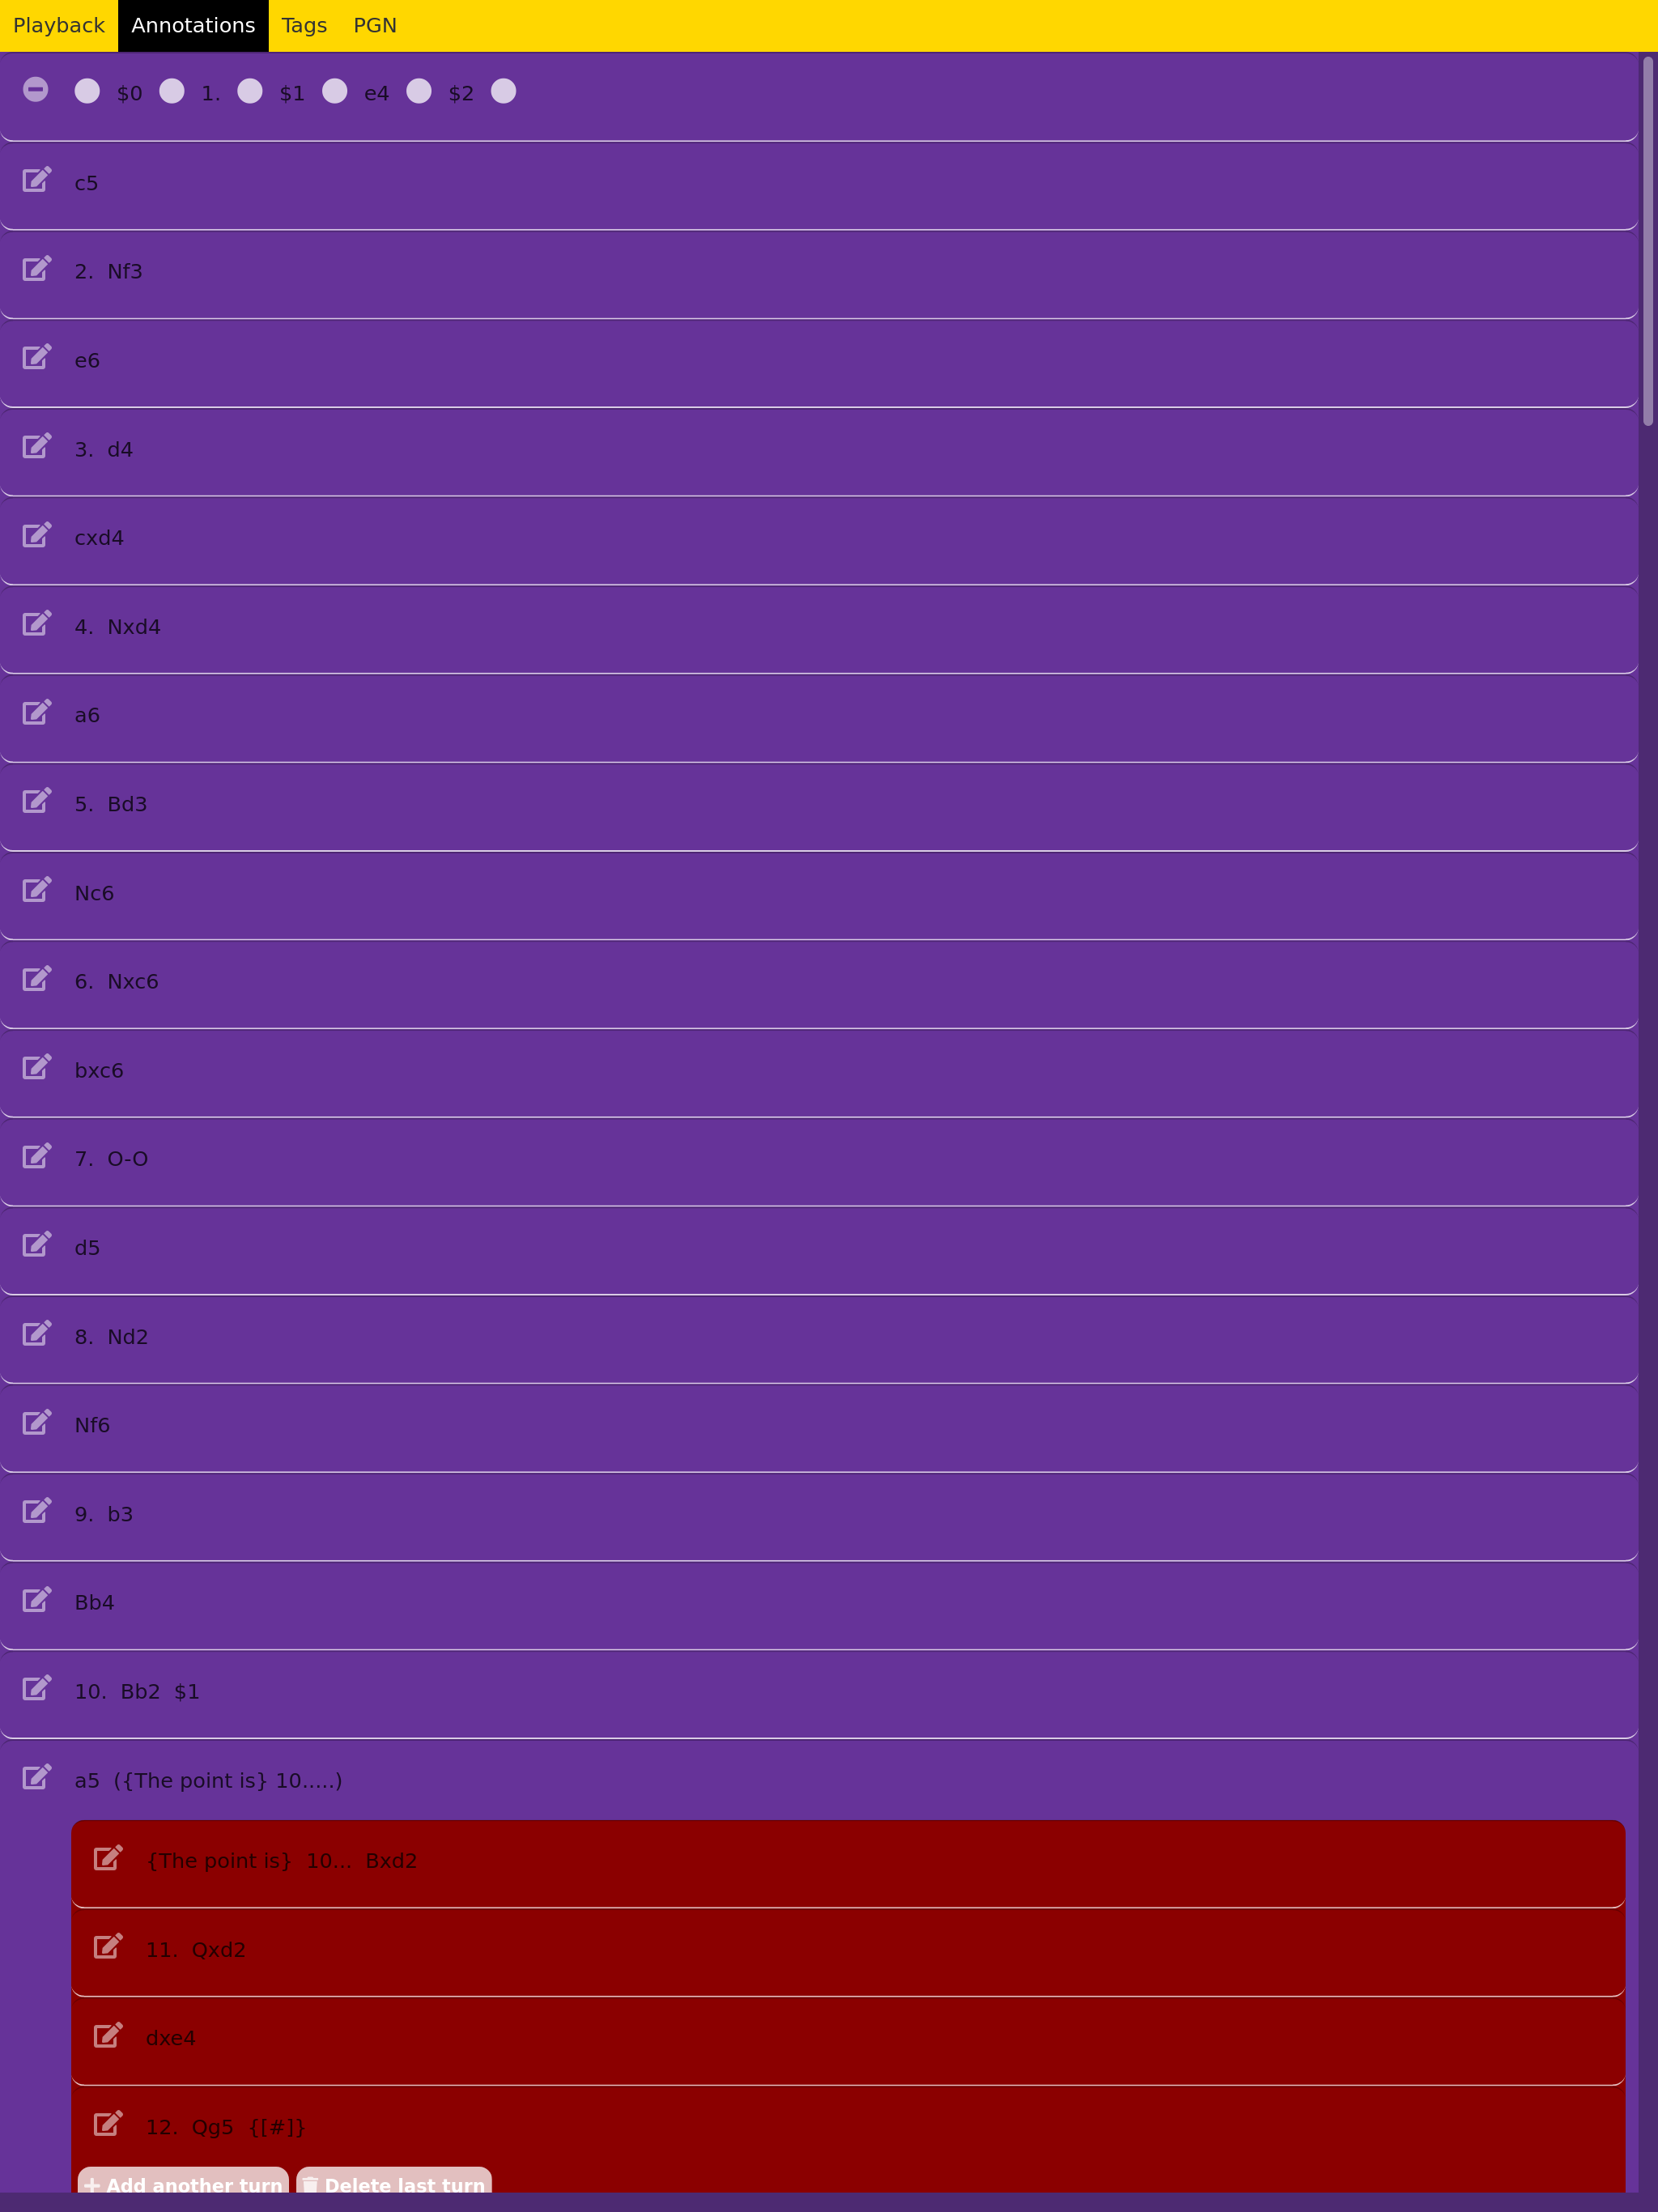 Playback Annotations Tags PGN
$0 1. $1 e4 $2
c5
2. Nf3
e6
3. d4
cxd4
4. Nxd4
a6
5. Bd3
Nc6
6. Nxc6
bxc6
7. O-O
d5
8. Nd2
Nf6
9. b3
Bb4
10. Bb2 $1
a5 ({The point is} 10.....)
{The point is} 10... Bxd2
11. Qxd2
dxe4
12. Qg5 {[#]}
Add another turn Delete last turn